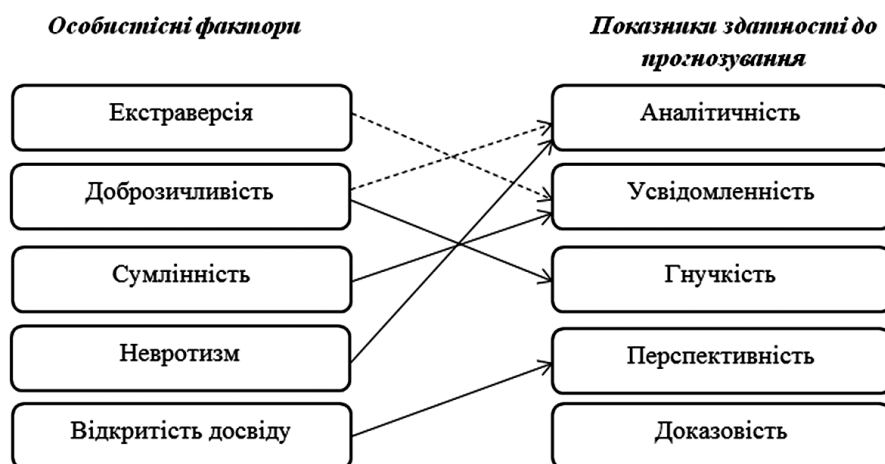 Особистісні фактори
Показники здатності до
прогнозування
Екстраверсія
Аналітичність
Доброзичливість
Усвідомленність
Сумлінність
Гнучкість
Невротизм
Перспективність
Відкритість досвіду
Доказовість